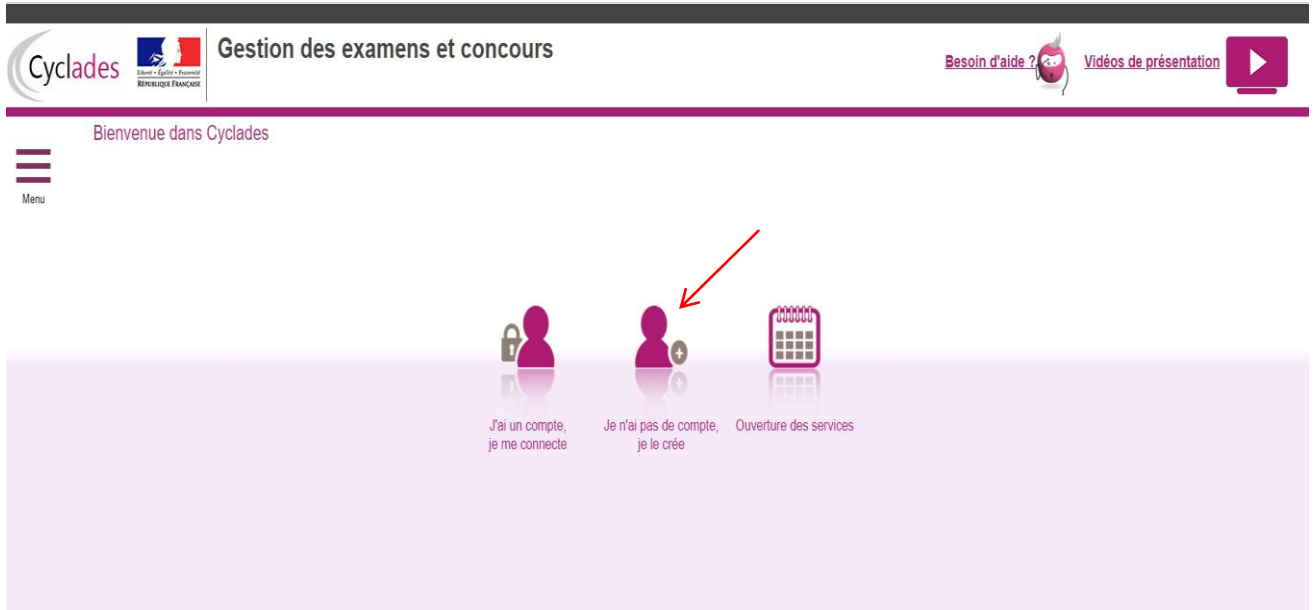 Cyclades
Liberté • Égalité • Fraternité
RÉPUBLIQUE FRANÇAISE
Gestion des examens et concours
Besoin d'aide ?
Vidéos de présentation
Bienvenue dans Cyclades
Menu
J'ai un compte,
je me connecte
Je n'ai pas de compte,
je le crée
Ouverture des services